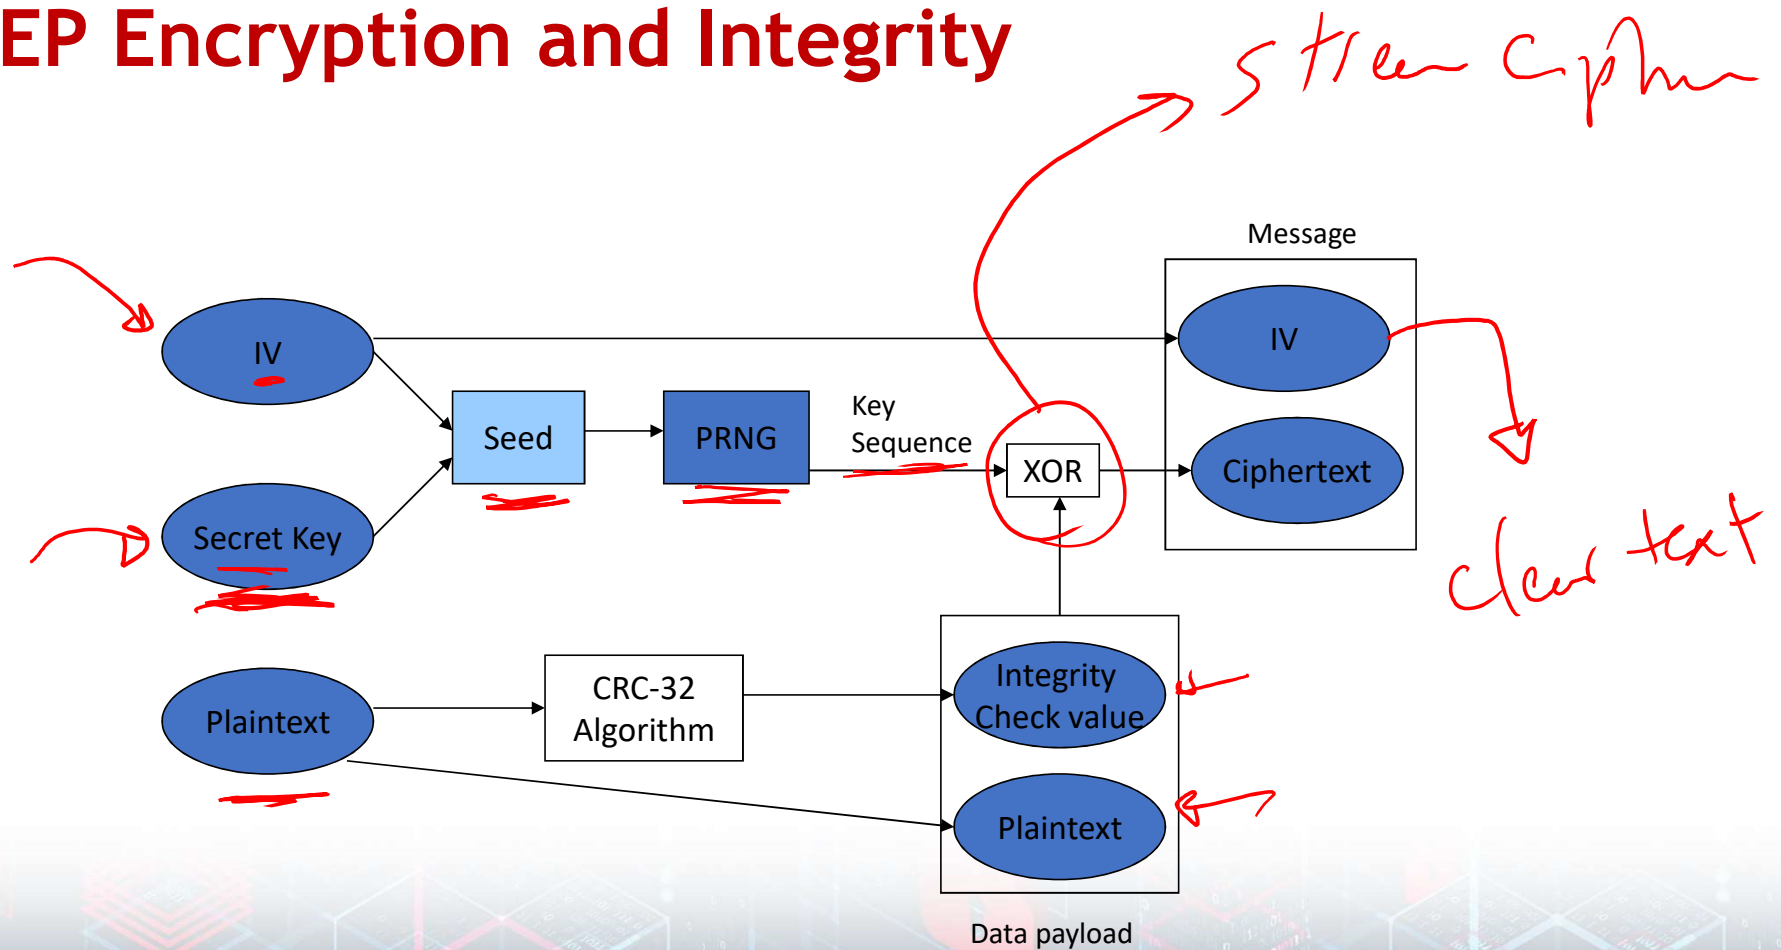 EP Encryption and Integrity
stream Cipher
Message
IV
IV
Seed
PRNG
Key
Sequence
XOR
Ciphertext
Secret Key
clear text
Plaintext
CRC-32
Algorithm
Integrity
Check value
Plaintext
Data payload